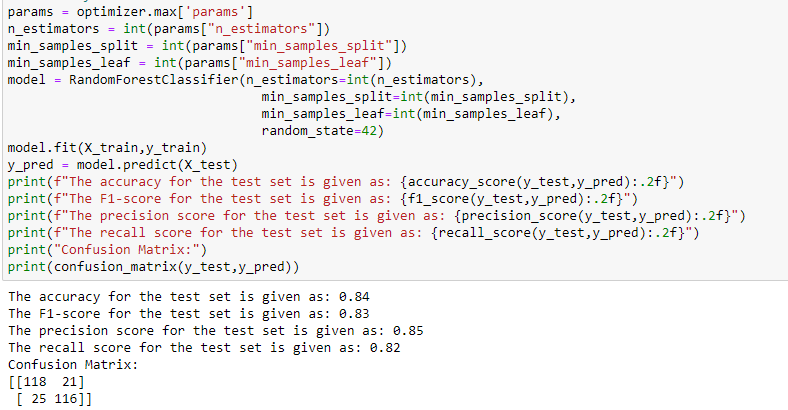 params = optimizer.max['params']
n_estimators = int(params["n_estimators"])
min_samples_split = int(params["min_samples_split"])
min_samples_leaf = int(params["min_samples_leaf"])
model = RandomForestClassifier(n_estimators=int(n_estimators),
                                 min_samples_split=int(min_samples_split),
                                 min_samples_leaf=int(min_samples_leaf),
                                 random_state=42)
model.fit(X_train,y_train)
y_pred = model.predict(X_test)
print(f"The accuracy for the test set is given as: {accuracy_score(y_test,y_pred):.2f}")
print(f"The F1-score for the test set is given as: {f1_score(y_test,y_pred):.2f}")
print(f"The precision score for the test set is given as: {precision_score(y_test,y_pred):.2f}")
print(f"The recall score for the test set is given as: {recall_score(y_test,y_pred):.2f}")
print("Confusion Matrix:")
print(confusion_matrix(y_test,y_pred))
The accuracy for the test set is given as: 0.84
The F1-score for the test set is given as: 0.83
The precision score for the test set is given as: 0.85
The recall score for the test set is given as: 0.82
Confusion Matrix:
[[118  21]
 [ 25 116]]